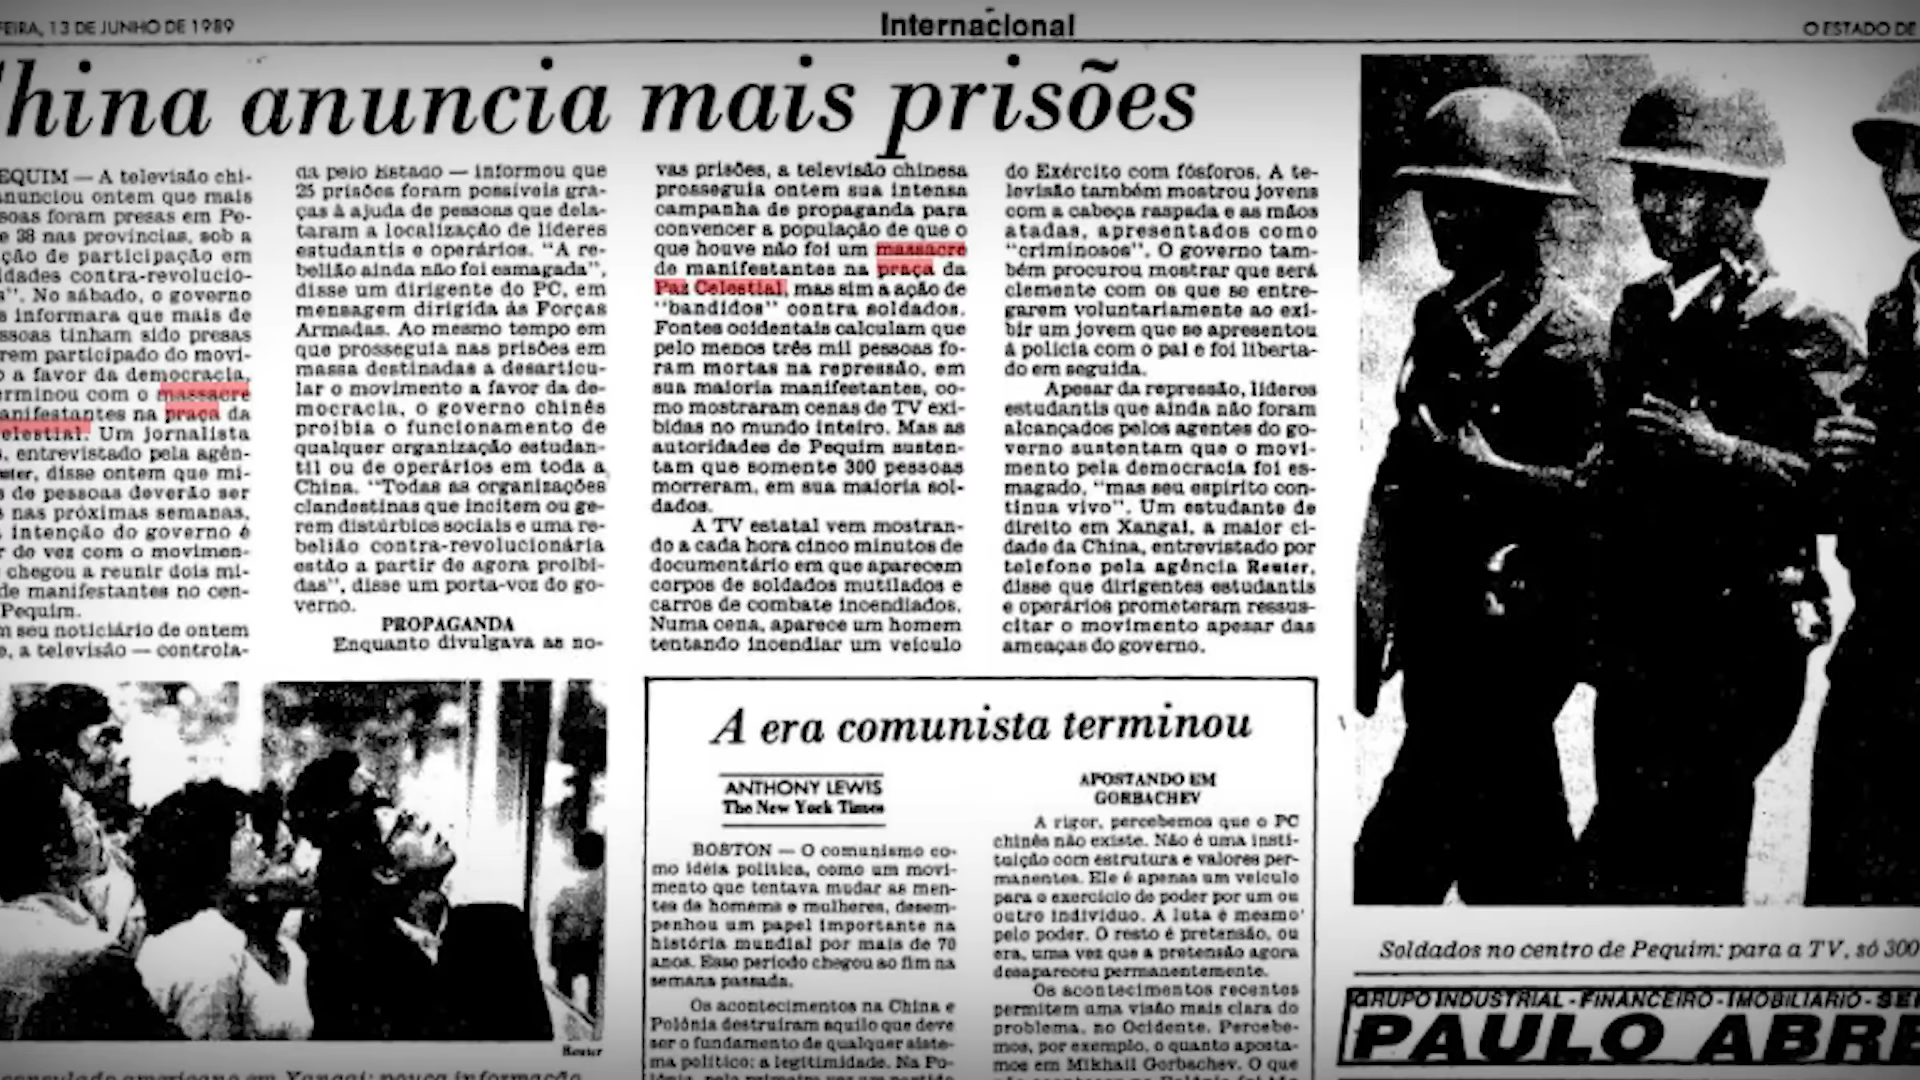 FEIRA, 13 DE JUNHO DE 1989
Internacional
O ESTADO DE
China anuncia mais prisões
EQUIM — A televisão chi-
anunciou ontem que mais
soas foram presas em Pe-
e 38 nas províncias, sob a
ção de participação em
idades contra-revolucio-
s". No sábado, o governo
s informara que mais de
ssoas tinham sido presas
rem participado do movi-
o a favor da democracia,
erminou com o massacre
anifestantes na praça da
elestial. Um jornalista
s, entrevistado pela agên-
uter, disse ontem que mi-
s de pessoas deverão ser
s nas próximas semanas,
intenção do governo é
r de vez com o movimen-
chegou a reunir dois mi-
de manifestantes no cen-
Pequim.
m seu noticiário de ontem
e, a televisão — controla-
da pelo Estado — informou que
25 prisões foram possíveis gra-
ças à ajuda de pessoas que dela-
taram a localização de líderes
estudantis e operários. "A re-
belião ainda não foi esmagada",
disse um dirigente do PC, em
mensagem dirigida às Forças
Armadas. Ao mesmo tempo em
que prosseguia nas prisões em
massa destinadas a desarticu-
lar o movimento a favor da de-
mocracia, o governo chinês
proibia o funcionamento de
qualquer organização estudan-
til ou de operários em toda a
China. "Todas as organizações
clandestinas que incitem ou ge-
rem distúrbios sociais e uma re-
belião contra-revolucionária
estão a partir de agora proibi-
das", disse um porta-voz do go-
verno.
PROPAGANDA
Enquanto divulgava as no-
vas prisões, a televisão chinesa
prosseguia ontem sua intensa
campanha de propaganda para
convencer a população de que o
que houve não foi um massacre
de manifestantes na praça da
Paz Celestial, mas sim a ação de
"bandidos" contra soldados.
Fontes ocidentais calculam que
pelo menos três mil pessoas fo-
ram mortas na repressão, em
sua maioria manifestantes, co-
mo mostraram cenas de TV exi-
bidas no mundo inteiro. Mas as
autoridades de Pequim susten-
tam que somente 300 pessoas
morreram, em sua maioria sol-
dados.
A TV estatal vem mostran-
do a cada hora cinco minutos de
documentário em que aparecem
corpos de soldados mutilados e
carros de combate incendiados.
Numa cena, aparece um homem
tentando incendiar um veículo
do Exército com fósforos. A te-
levisão também mostrou jovens
com a cabeça raspada e as mãos
atadas, apresentados como
"criminosos". O governo tam-
bém procurou mostrar que será
clemente com os que se entre-
garem voluntariamente ao exi-
bir um jovem que se apresentou
à polícia com o pai e foi liberta-
do em seguida.
Apesar da repressão, líderes
estudantis que ainda não foram
alcançados pelos agentes do go-
verno sustentam que o movi-
mento pela democracia foi es-
magado, "mas seu espírito con-
tinua vivo". Um estudante de
direito em Xangai, a maior ci-
dade da China, entrevistado por
telefone pela agência Reuter,
disse que dirigentes estudantis
e operários prometeram ressus-
citar o movimento apesar das
ameaças do governo.
Reuter
consulado americano em Xangai: pouca informação
A era comunista terminou
ANTHONY LEWIS
The New York Times
BOSTON — O comunismo co-
mo idéia política, como um movi-
mento que tentava mudar as men-
tes de homens e mulheres, desem-
penhou um papel importante na
história mundial por mais de 70
anos. Esse período chegou ao fim na
semana passada.
Os acontecimentos na China e
Polônia destruíram aquilo que deve
ser o fundamento de qualquer siste-
ma político: a legitimidade. Na Po-
lônia, pela primeira vez um partido
APOSTANDO EM
GORBACHEV
A rigor, percebemos que o PC
chinês não existe. Não é uma insti-
tuição com estrutura e valores per-
manentes. Ele é apenas um veículo
para o exercício do poder por um ou
outro indivíduo. A luta é mesmo
pelo poder. O resto é pretensão, ou
era, uma vez que a pretensão agora
desapareceu permanentemente.
Os acontecimentos recentes
permitem uma visão mais clara do
problema, no Ocidente. Percebe-
mos, por exemplo, o quanto aposta-
mos em Mikhail Gorbachev. O que
Soldados no centro de Pequim: para a TV, só 300
GRUPO INDUSTRIAL - FINANCEIRO - IMOBILIÁRIO - SE
PAULO ABRE